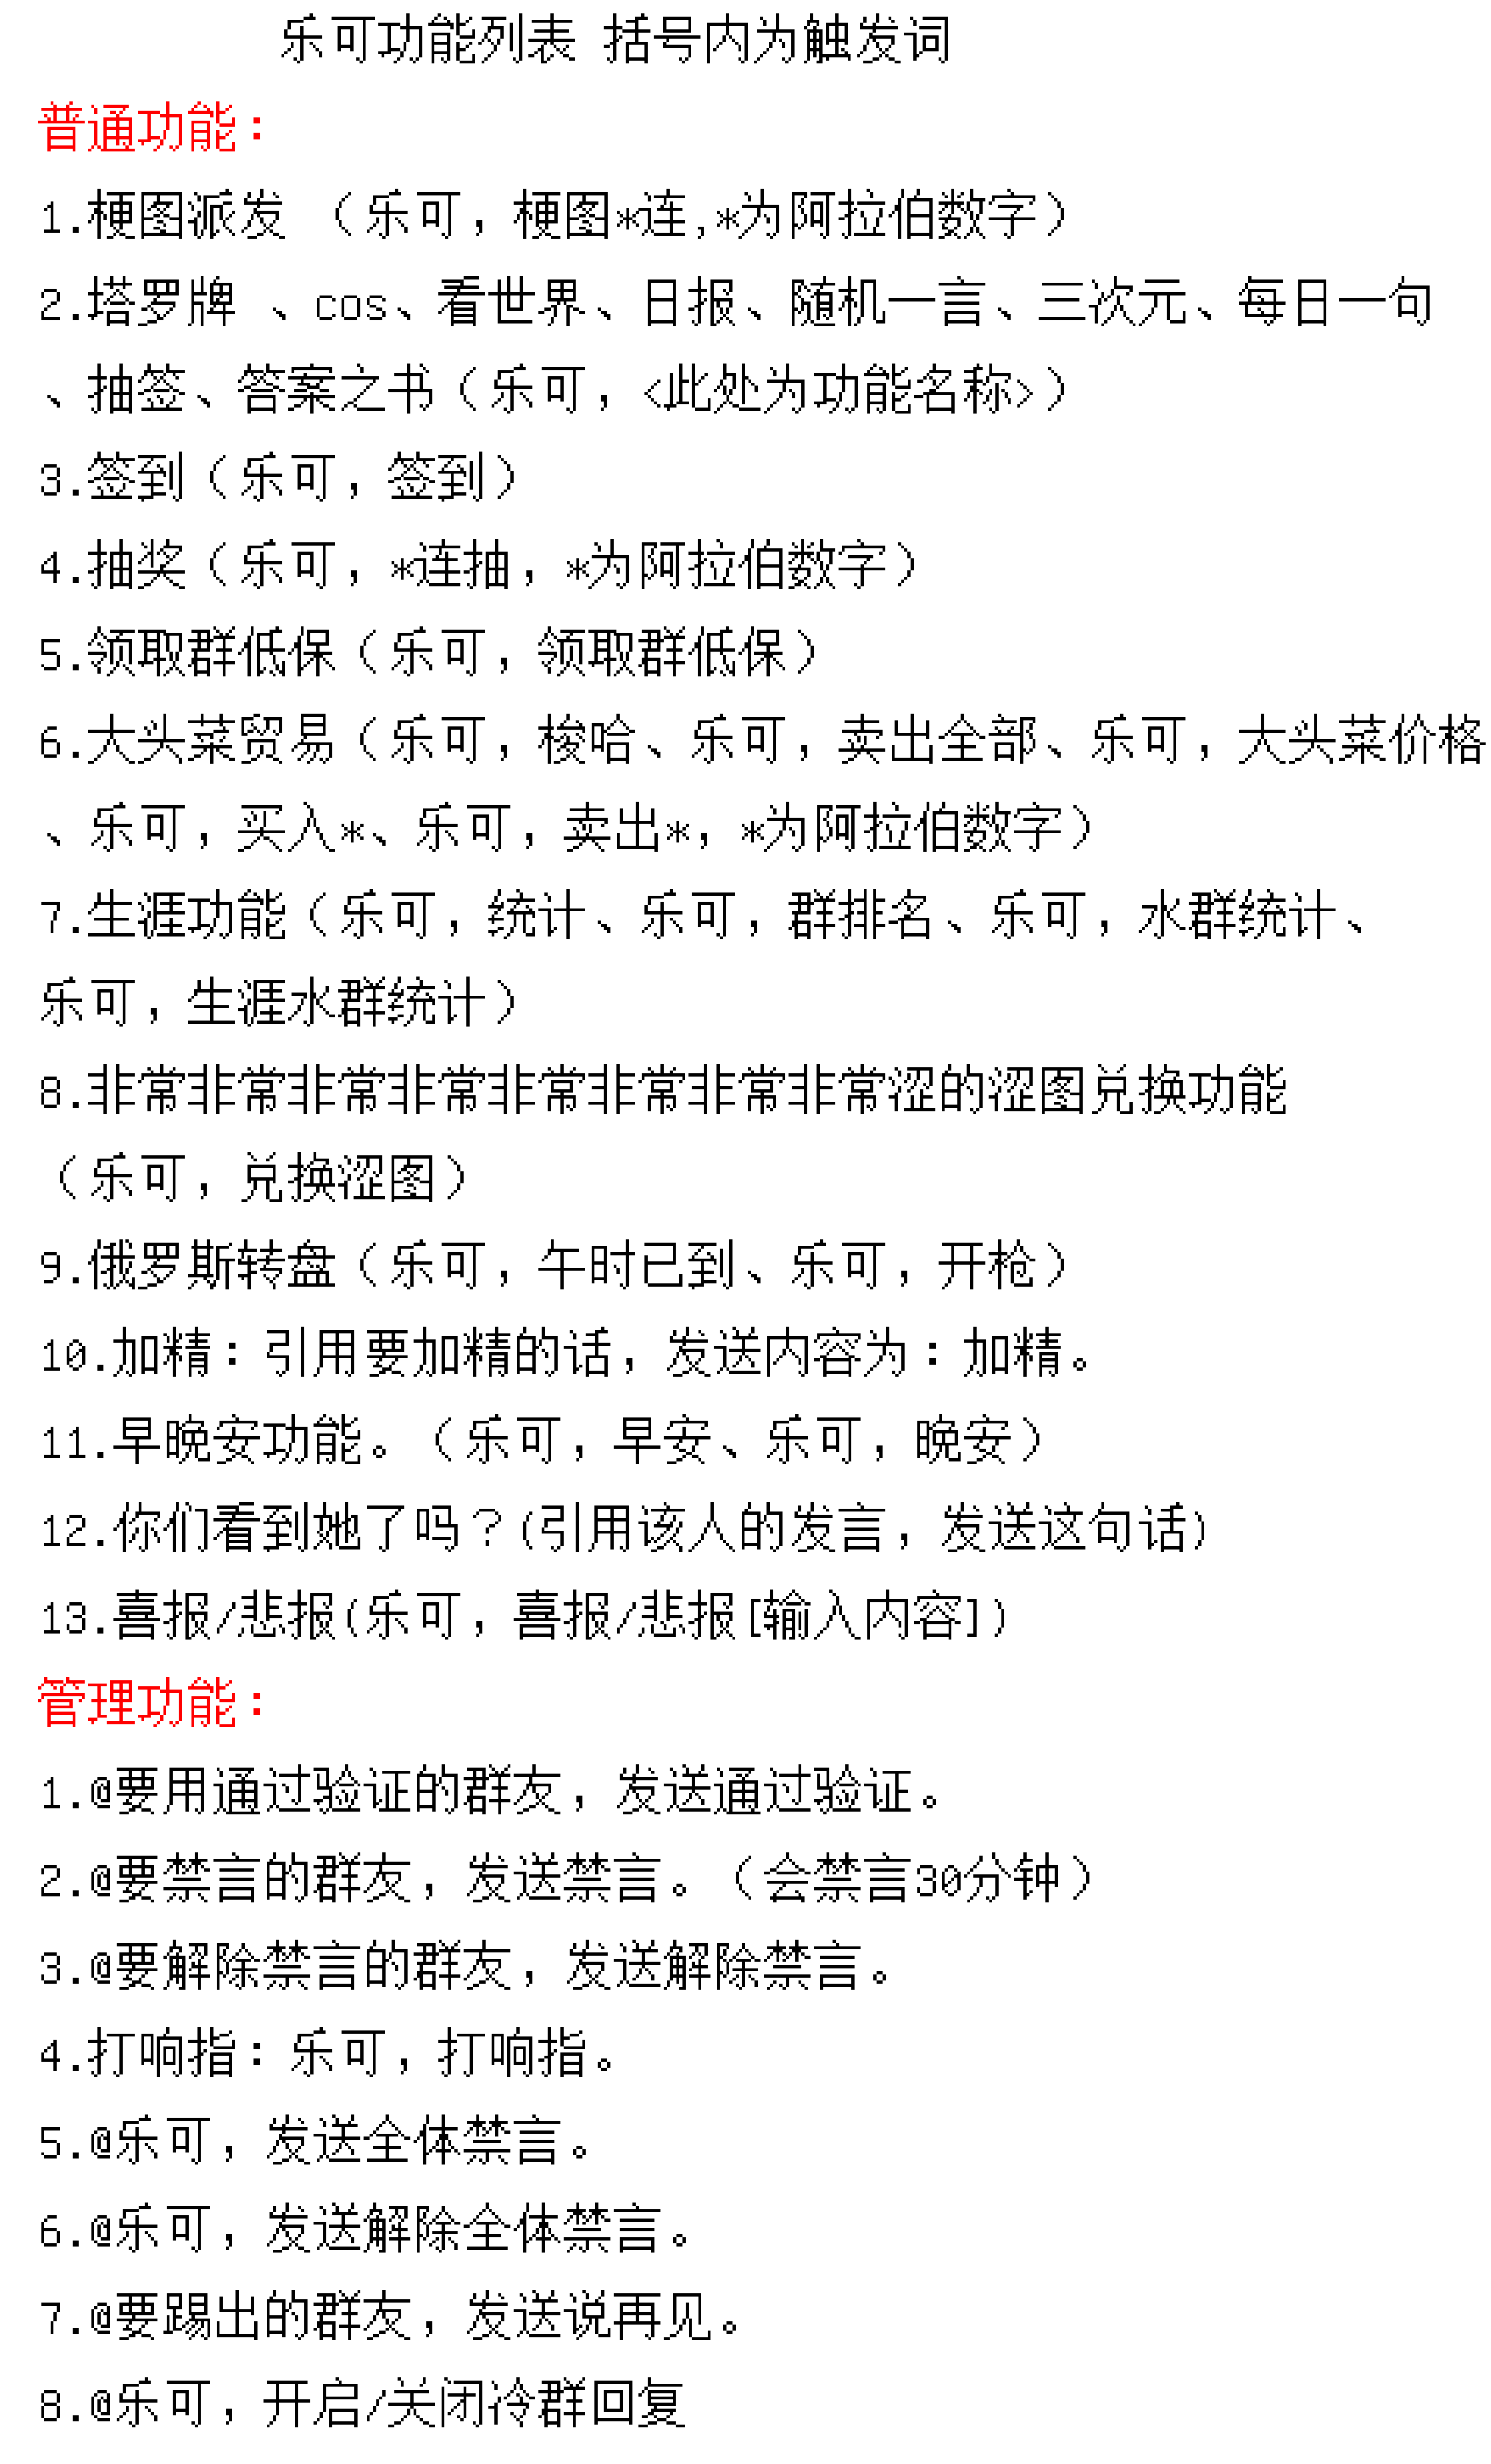 乐可功能列表 括号内为触发词
普通功能：
1.梗图派发 （乐可，梗图*连,*为阿拉伯数字）
2.塔罗牌 、cos、看世界、日报、随机一言、三次元、每日一句
、抽签、答案之书（乐可，<此处为功能名称>）
3.签到（乐可，签到）
4.抽奖（乐可，*连抽，*为阿拉伯数字）
5.领取群低保（乐可，领取群低保）
6.大头菜贸易（乐可，梭哈、乐可，卖出全部、乐可，大头菜价格
、乐可，买入*、乐可，卖出*，*为阿拉伯数字）
7.生涯功能（乐可，统计、乐可，群排名、乐可，水群统计、
乐可，生涯水群统计）
8.非常非常非常非常非常非常非常非常涩的涩图兑换功能
（乐可，兑换涩图）
9.俄罗斯转盘（乐可，午时已到、乐可，开枪）
10.加精：引用要加精的话，发送内容为：加精。
11.早晚安功能。（乐可，早安、乐可，晚安）
12.你们看到她了吗？(引用该人的发言，发送这句话)
13.喜报/悲报(乐可，喜报/悲报[输入内容])
管理功能：
1.@要用通过验证的群友，发送通过验证。
2.@要禁言的群友，发送禁言。（会禁言30分钟）
3.@要解除禁言的群友，发送解除禁言。
4.打响指：乐可，打响指。
5.@乐可，发送全体禁言。
6.@乐可，发送解除全体禁言。
7.@要踢出的群友，发送说再见。
8.@乐可，开启/关闭冷群回复